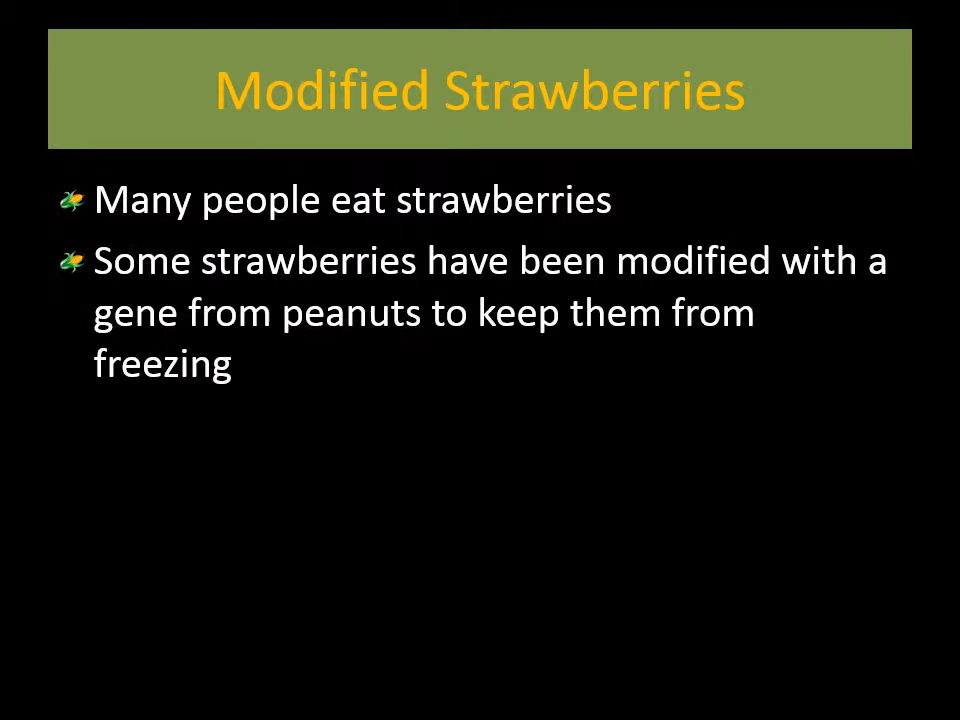 Modified Strawberries
Many people eat strawberries
Some strawberries have been modified with a
gene from peanuts to keep them from
freezing